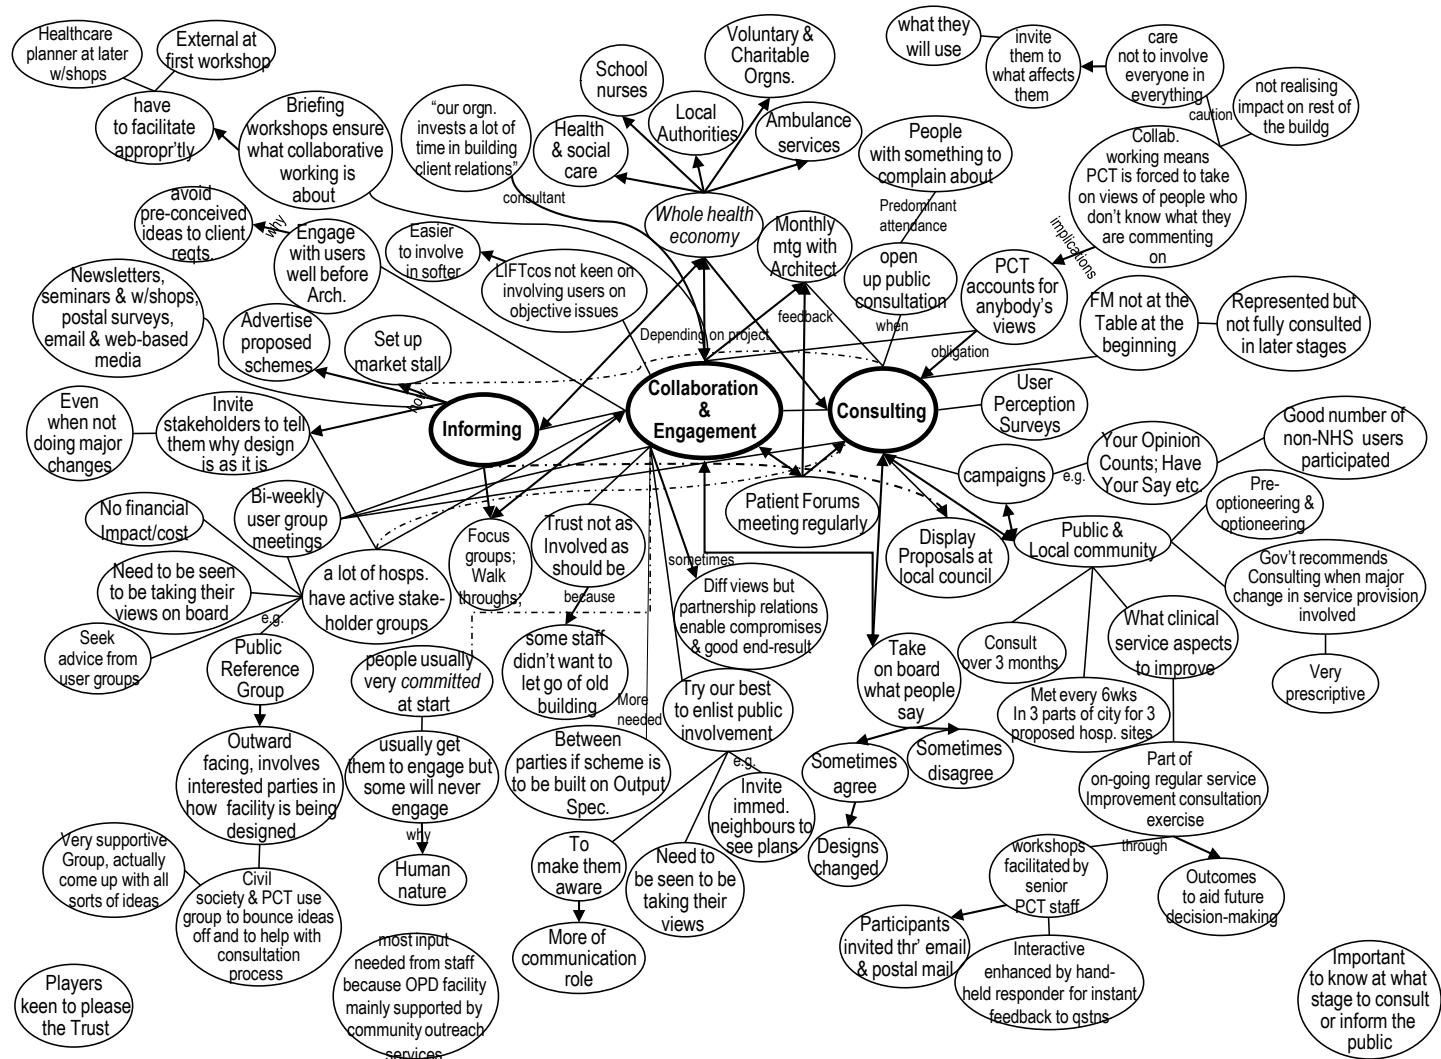 Healthcare
planner at later
w/shops
External at
first workshop
have
to facilitate
appropr'tly
Briefing
workshops ensure
what collaborative
working is
about
"our orgn.
invests a lot of
time in building
client relations"
consultant
School
nurses
Health
& social
care
Local
Authorities
Voluntary &
Charitable
Orgns.
Ambulance
services
Whole health
economy
People
with something to
complain about
Predominant
attendance
what they
will use
invite
them to
what affects
them
care
not to involve
everyone in
everything
caution
not realising
impact on rest of
the buildg
Collab.
working means
PCT is forced to take
on views of people who
don't know what they
are commenting
on
implications
avoid
pre-conceived
ideas to client
reqts.
why
Engage
with users
well before
Arch.
Easier
to involve
in softer
LIFTcos not keen on
involving users on
objective issues
Monthly
mtg with
Architect
feedback
open
up public
consultation
when
PCT
accounts for
anybody's
views
obligation
FM not at the
Table at the
beginning
Represented but
not fully consulted
in later stages
Newsletters,
seminars & w/shops,
postal surveys,
email & web-based
media
Advertise
proposed
schemes
Set up
market stall
how
Depending on project
Informing
Collaboration
&
Engagement
Consulting
User
Perception
Surveys
Even
when not
doing major
changes
Invite
stakeholders to tell
them why design
is as it is
campaigns
e.g.
Your Opinion
Counts; Have
Your Say etc.
Good number of
non-NHS users
participated
No financial
Impact/cost
Bi-weekly
user group
meetings
Need to be seen
to be taking their
views on board
Seek
advice from
user groups
a lot of hosps.
have active stake-
holder groups
e.g.
Focus
groups;
Walk
throughs;
Trust not as
Involved as
should be
because
sometimes
Patient Forums
meeting regularly
Display
Proposals at
local council
Public &
Local community
Pre-
optioneering &
optioneering
Gov't recommends
Consulting when major
change in service provision
involved
Very
prescriptive
Diff views but
partnership relations
enable compromises
& good end-result
Take
on board
what people
say
Consult
over 3 months
What clinical
service aspects
to improve
Met every 6wks
In 3 parts of city for 3
proposed hosp. sites
Public
Reference
Group
people usually
very committed
at start
some staff
didn't want to
let go of old
building
More
needed
Try our best
to enlist public
involvement
e.g.
Outward
facing, involves
interested parties in
how facility is being
designed
usually get
them to engage but
some will never
engage
why
Human
nature
Between
parties if scheme is
to be built on Output
Spec.
Invite
immed.
neighbours to
see plans
Sometimes
agree
Sometimes
disagree
Designs
changed
Part of
on-going regular service
Improvement consultation
exercise
through
workshops
facilitated by
senior
PCT staff
Outcomes
to aid future
decision-making
Very supportive
Group, actually
come up with all
sorts of ideas
Civil
society & PCT use
group to bounce ideas
off and to help with
consultation
process
To
make them
aware
Need to
be seen to be
taking their
views
More of
communication
role
Participants
invited thr' email
& postal mail
Interactive
enhanced by hand-
held responder for instant
feedback to qstns
Players
keen to please
the Trust
most input
needed from staff
because OPD facility
mainly supported by
community outreach
services
Important
to know at what
stage to consult
or inform the
public